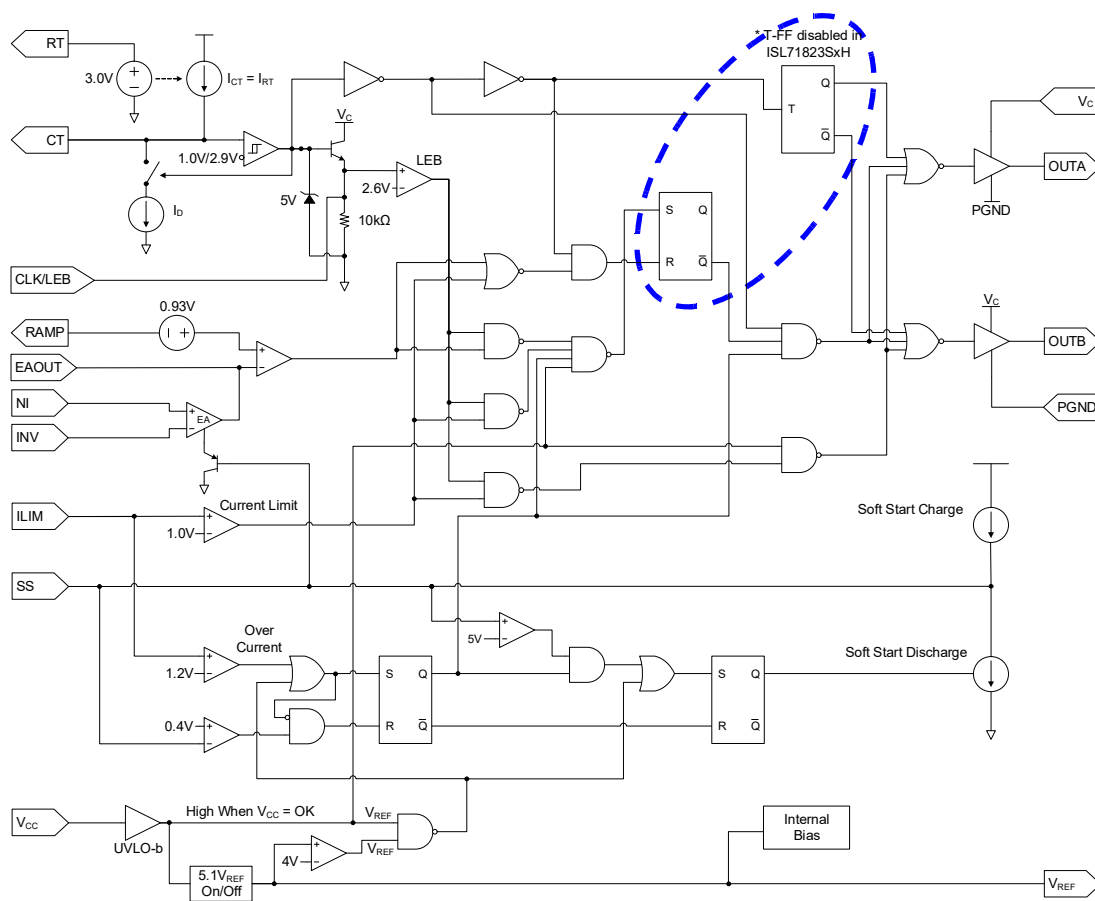 * T-FF disabled in
ISL71823SxH
RT
3.0V
+
−
I_CT = I_RT
T
Q
Q̅
V_C
CT
1.0V/2.9V
V_C
LEB
2.6V
+
−
5V
10kΩ
I_D
OUTA
PGND
S
Q
R
Q̅
CLK/LEB
0.93V
RAMP
+
−
EAOUT
NI
INV
+
−
EA
V_C
OUTB
PGND
ILIM
Current Limit
1.0V
+
−
Soft Start Charge
SS
Over
Current
1.2V
+
−
5V
+
−
S
Q
R
Q̅
S
Q
R
Q̅
Soft Start Discharge
0.4V
+
−
V_CC
UVLO-b
High When V_CC = OK
V_REF
V_REF
4V
+
−
5.1V_REF
On/Off
Internal
Bias
V_REF